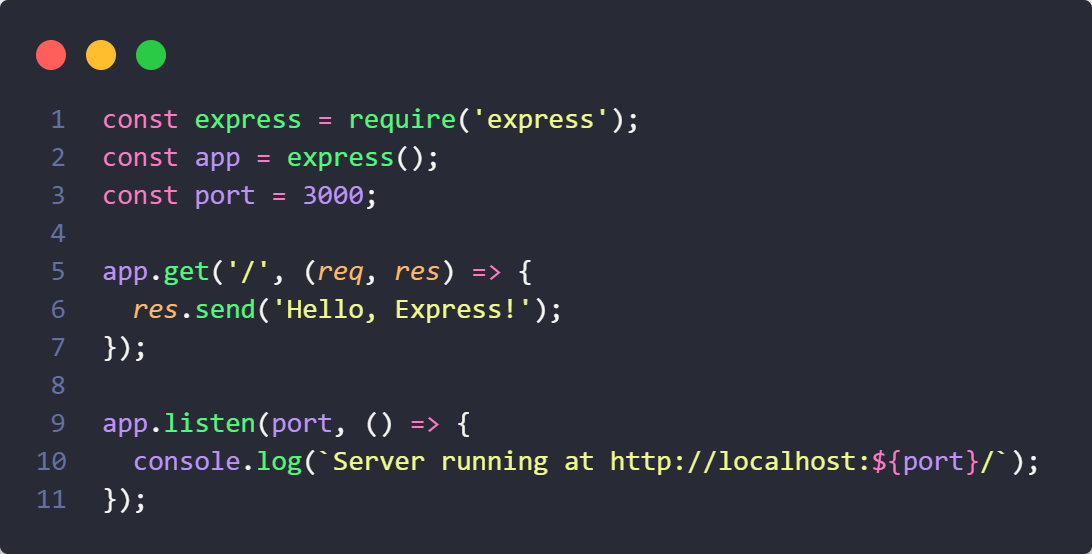 1 const express = require('express');
2 const app = express();
3 const port = 3000;
4
5 app.get('/', (req, res) => {
6   res.send('Hello, Express!');
7 });
8
9 app.listen(port, () => {
10   console.log(`Server running at http://localhost:${port}/`);
11 });